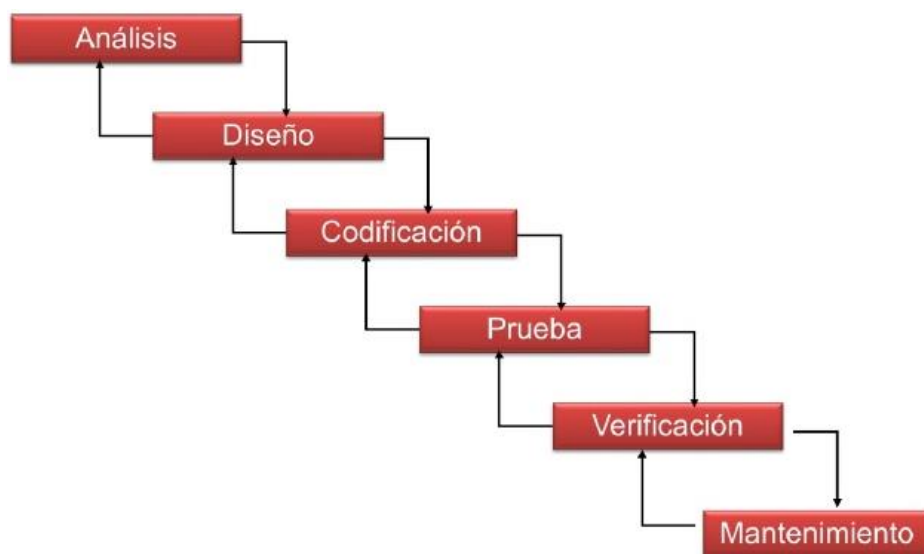 Análisis
Diseño
Codificación
Prueba
Verificación
Mantenimiento